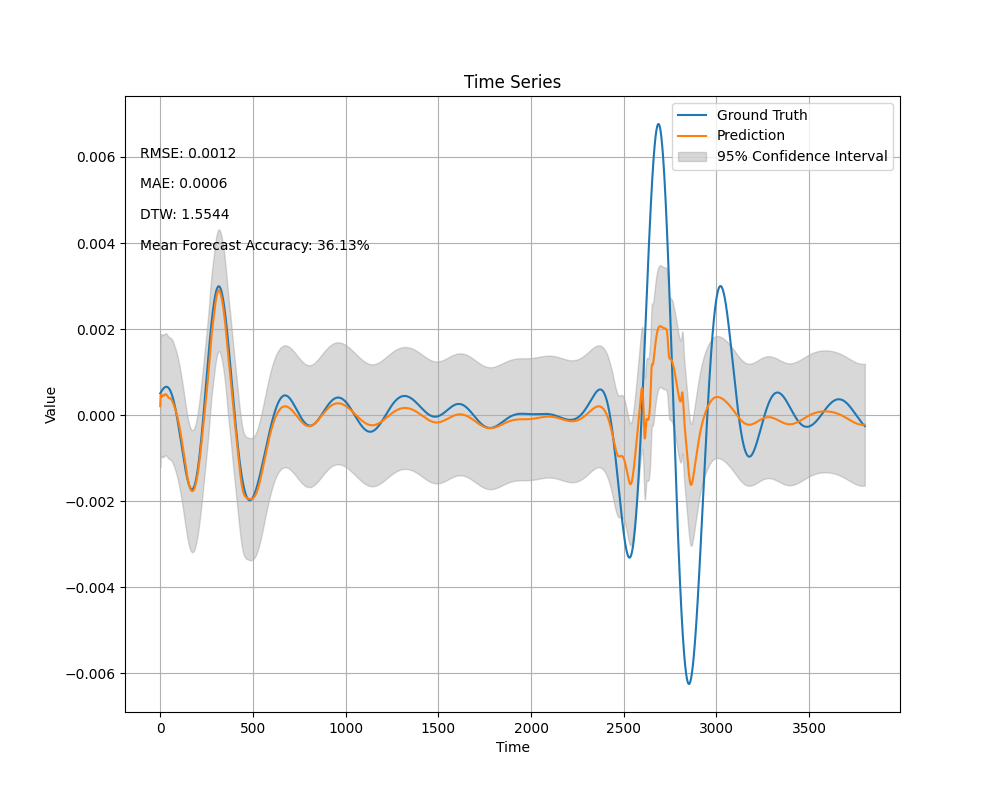 Time Series
Ground Truth
Prediction
95% Confidence Interval
RMSE: 0.0012
MAE: 0.0006
DTW: 1.5544
Mean Forecast Accuracy: 36.13%
Value
0.006
0.004
0.002
0.000
−0.002
−0.004
−0.006
0 500 1000 1500 2000 2500 3000 3500
Time